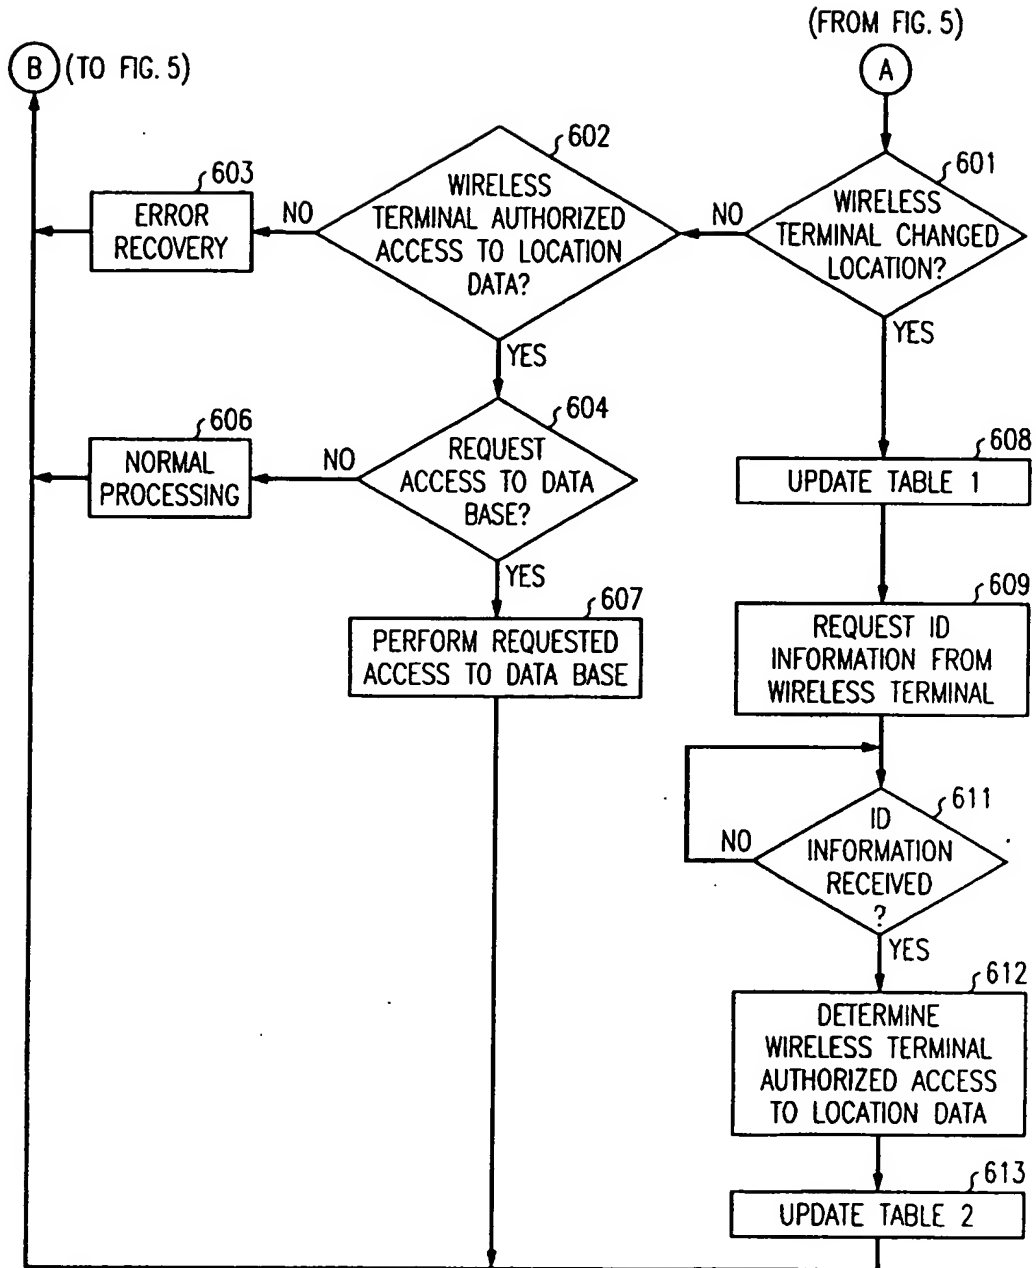 (FROM FIG. 5)
B (TO FIG. 5)
A
602
WIRELESS
TERMINAL AUTHORIZED
ACCESS TO LOCATION
DATA?
601
WIRELESS
TERMINAL CHANGED
LOCATION?
603
ERROR
RECOVERY
NO
NO
YES
YES
604
REQUEST
ACCESS TO DATA
BASE?
606
NORMAL
PROCESSING
NO
YES
608
UPDATE TABLE 1
607
PERFORM REQUESTED
ACCESS TO DATA BASE
609
REQUEST ID
INFORMATION FROM
WIRELESS TERMINAL
611
ID
INFORMATION
RECEIVED
?
NO
YES
612
DETERMINE
WIRELESS TERMINAL
AUTHORIZED ACCESS
TO LOCATION DATA
613
UPDATE TABLE 2